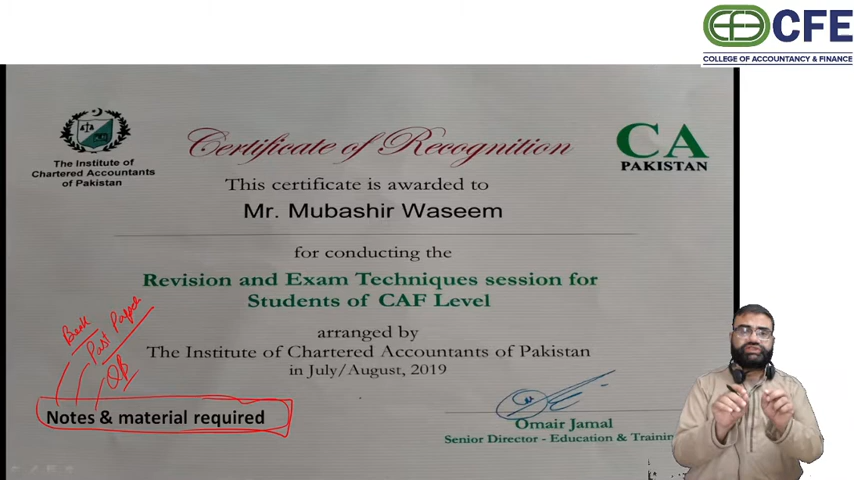 CFE
COLLEGE OF ACCOUNTANCY & FINANCE
The Institute of
Chartered Accountants
of Pakistan
Certificate of Recognition
CA
PAKISTAN
This certificate is awarded to
Mr. Mubashir Waseem
for conducting the
Revision and Exam Techniques session for
Students of CAF Level
arranged by
The Institute of Chartered Accountants of Pakistan
in July/August, 2019
Book
Past Paper
QB
Notes & material required
Omair Jamal
Senior Director - Education & Training